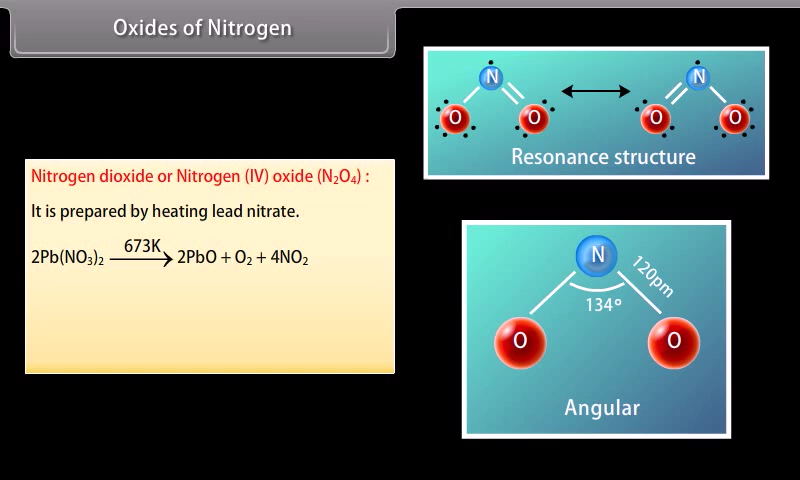 Oxides of Nitrogen
Nitrogen dioxide or Nitrogen (IV) oxide (N₂O₄) :
It is prepared by heating lead nitrate.
673K
2Pb(NO₃)₂ ⟶ 2PbO + O₂ + 4NO₂
N N
O O O O
Resonance structure
N
120pm
134°
O O
Angular